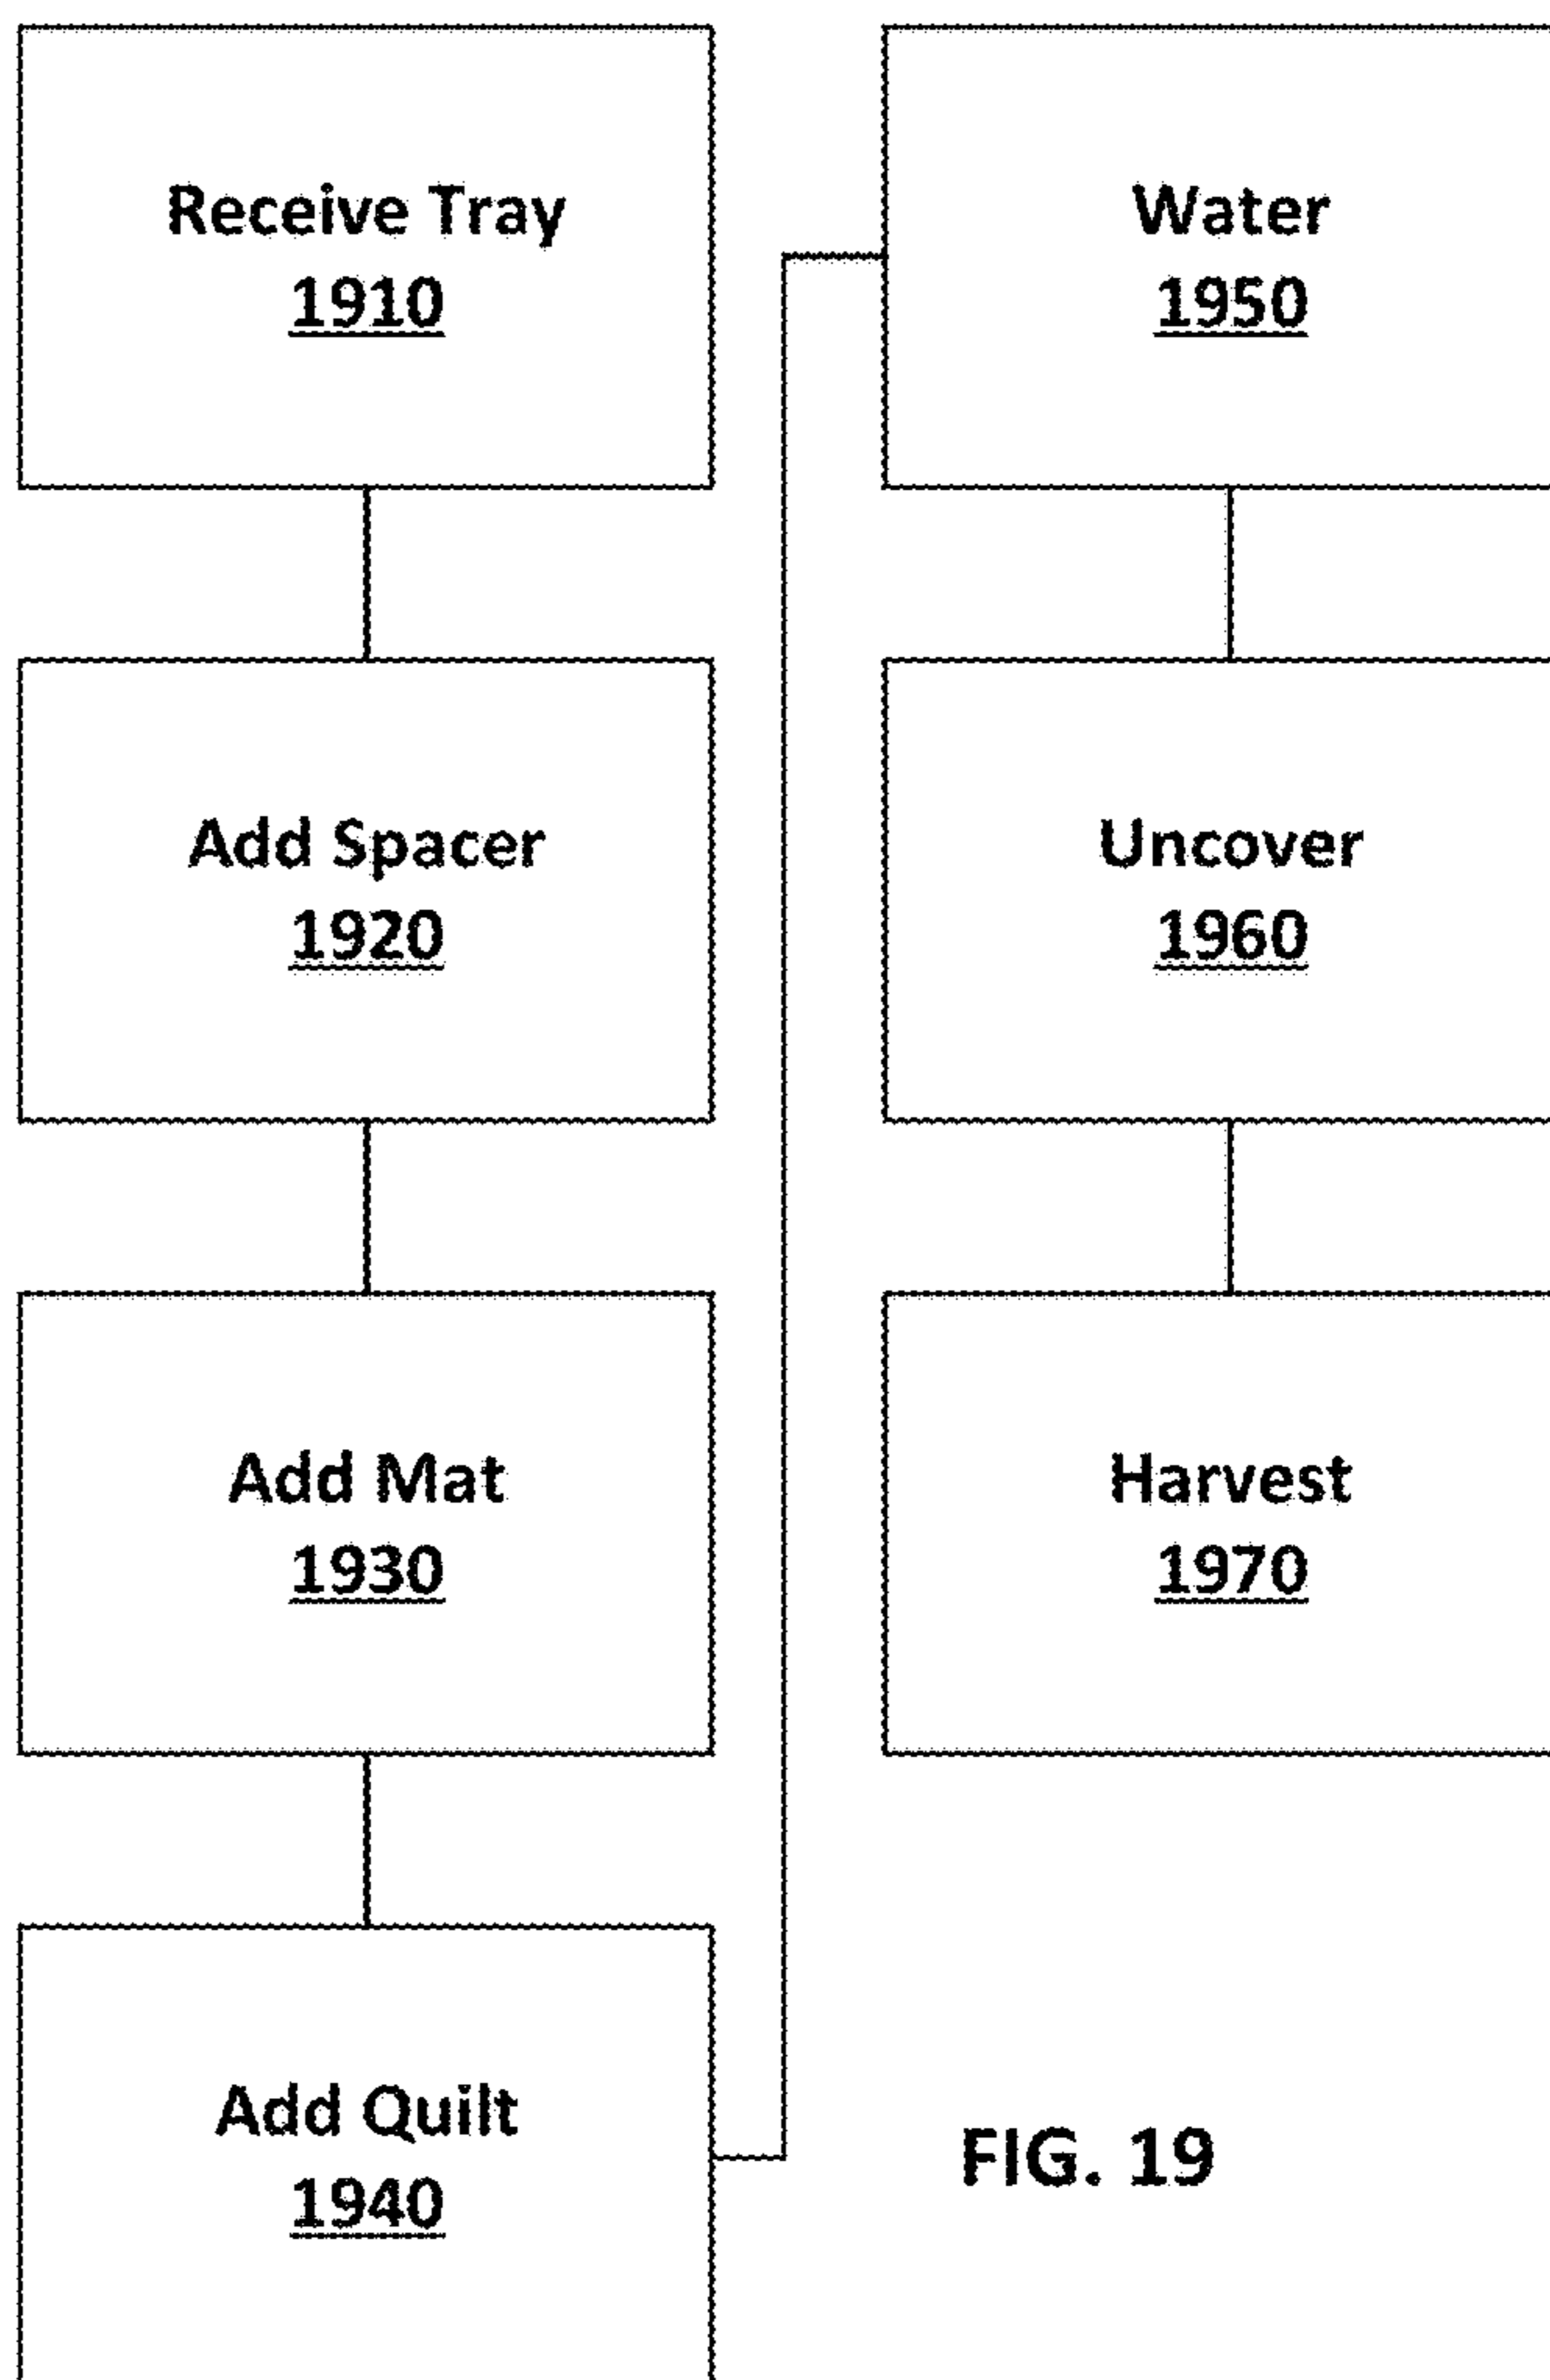 Receive Tray
1910
Add Spacer
1920
Add Mat
1930
Add Quilt
1940
Water
1950
Uncover
1960
Harvest
1970
FIG. 19